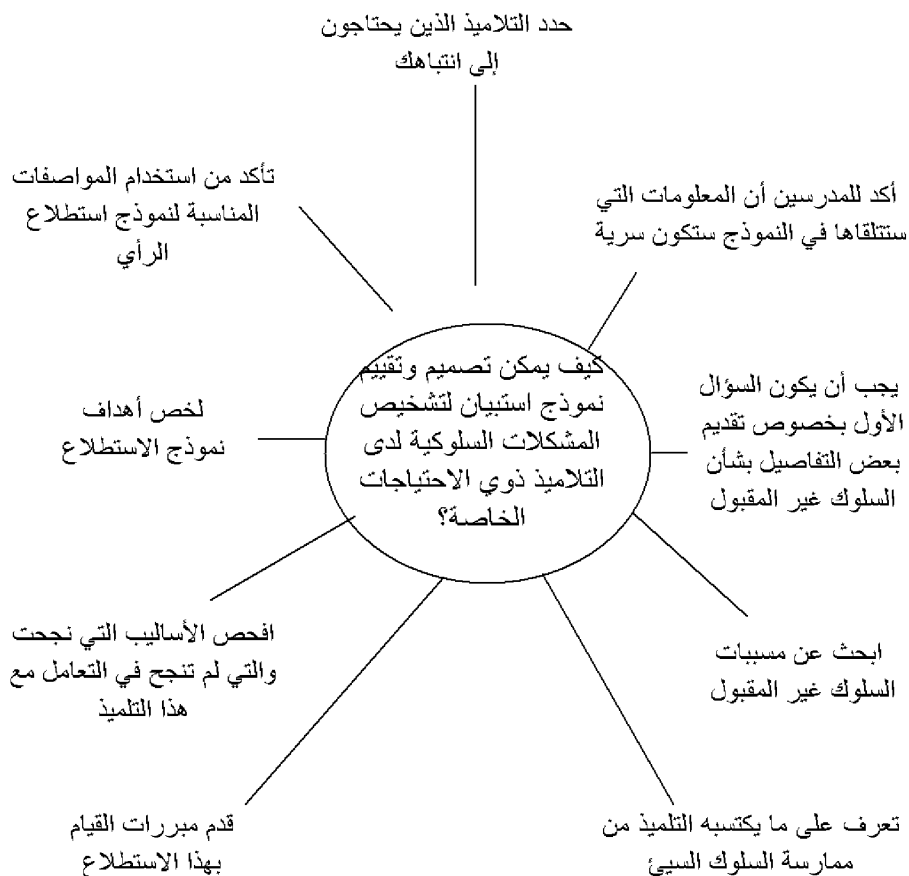 حدد التلاميذ الذين يحتاجون
إلى انتباهك
أكد للمدرسين أن المعلومات التي
ستتلقاها في النموذج ستكون سرية
تأكد من استخدام المواصفات
المناسبة لنموذج استطلاع
الرأي
كيف يمكن تصميم وتقييم
نموذج استبيان لتشخيص
المشكلات السلوكية لدى
التلاميذ ذوي الاحتياجات
الخاصة؟
يجب أن يكون السؤال
الأول بخصوص تقديم
بعض التفاصيل بشأن
السلوك غير المقبول
لخص أهداف
نموذج الاستطلاع
ابحث عن مسببات
السلوك غير المقبول
افحص الأساليب التي نجحت
والتي لم تنجح في التعامل مع
هذا التلميذ
تعرف على ما يكتسبه التلميذ من
ممارسة السلوك السيئ
قدم مبررات القيام
بهذا الاستطلاع